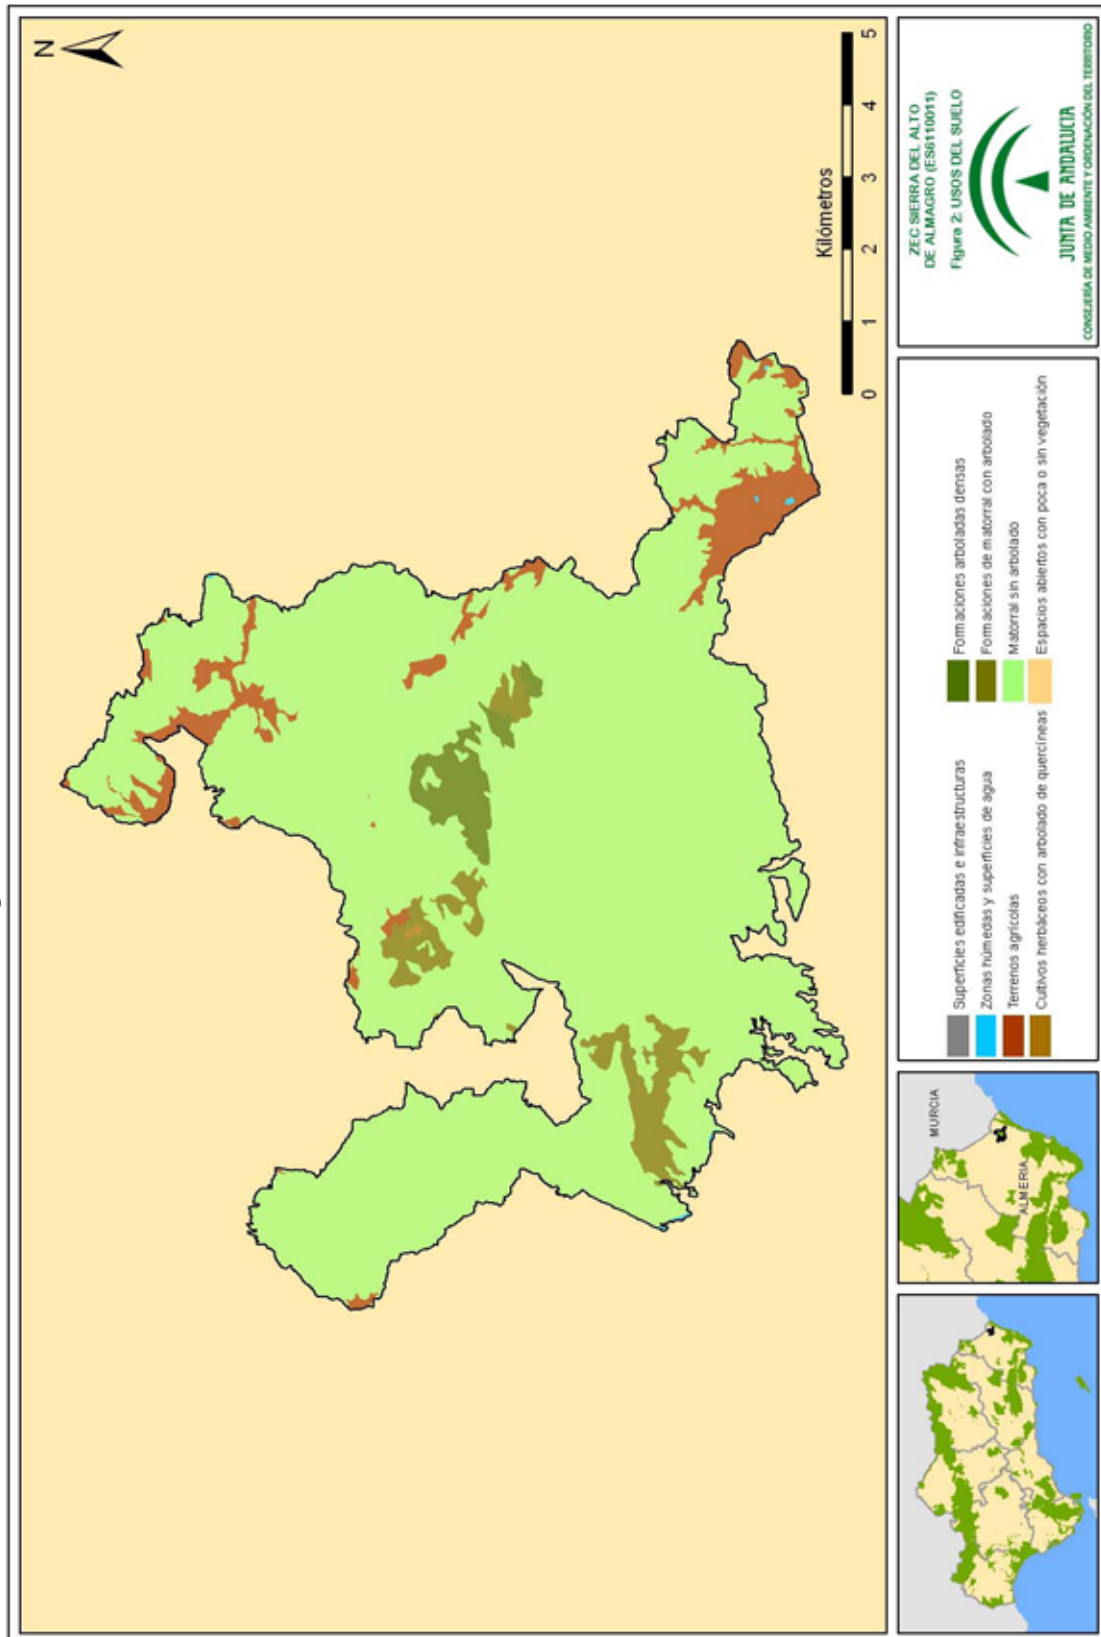 N
Kilómetros
0 1 2 3 4 5
MURCIA
ALMERIA
Superficies edificadas e infraestructuras
Zonas húmedas y superficies de agua
Terrenos agrícolas
Cultivos herbáceos con arbolado de quercíneas
Formaciones arboladas densas
Formaciones de matorral con arbolado
Matorral sin arbolado
Espacios abiertos con poca o sin vegetación
ZEC SIERRA DEL ALTO
DE ALMAGRO (ES6110011)
Figura 2: USOS DEL SUELO
JUNTA DE ANDALUCIA
CONSEJERÍA DE MEDIO AMBIENTE Y ORDENACIÓN DEL TERRITORIO